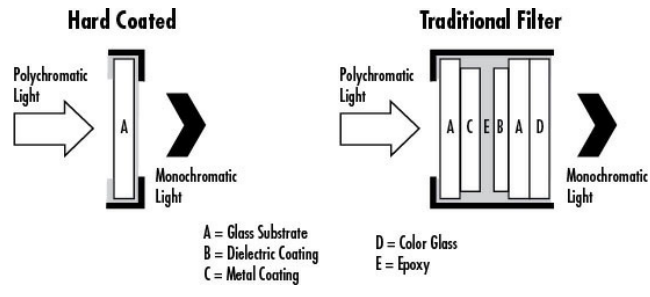 Hard Coated
Polychromatic
Light
A
Monochromatic
Light
Traditional Filter
Polychromatic
Light
A C E B A D
Monochromatic
Light
A = Glass Substrate
B = Dielectric Coating
C = Metal Coating
D = Color Glass
E = Epoxy